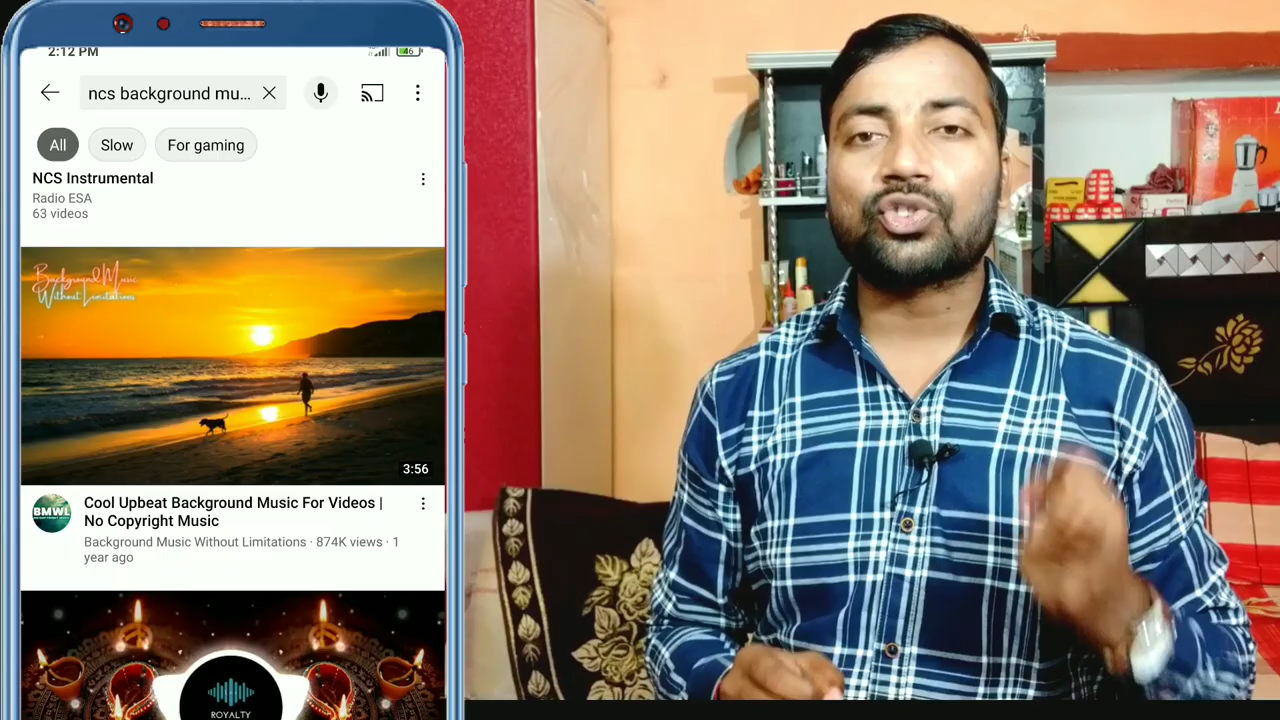 2:12 PM
46
ncs background mu...
All
Slow
For gaming
NCS Instrumental
Radio ESA
63 videos
Background Music
Without Limitations
3:56
BMWL
Cool Upbeat Background Music For Videos |
No Copyright Music
Background Music Without Limitations · 874K views · 1
year ago
ROYALTY